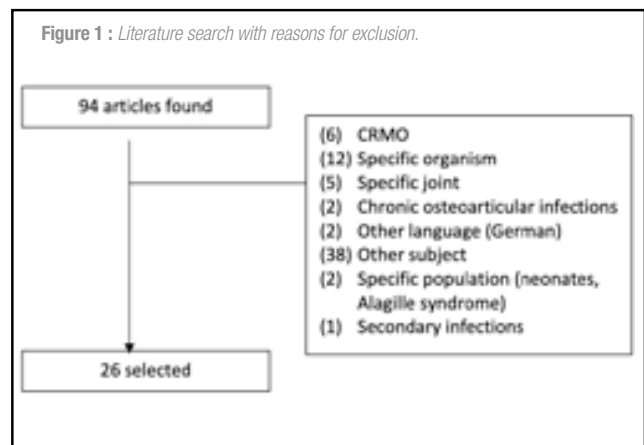 Figure 1 : Literature search with reasons for exclusion.
94 articles found
(6) CRMO
(12) Specific organism
(5) Specific joint
(2) Chronic osteoarticular infections
(2) Other language (German)
(38) Other subject
(2) Specific population (neonates,
Alagille syndrome)
(1) Secondary infections
26 selected